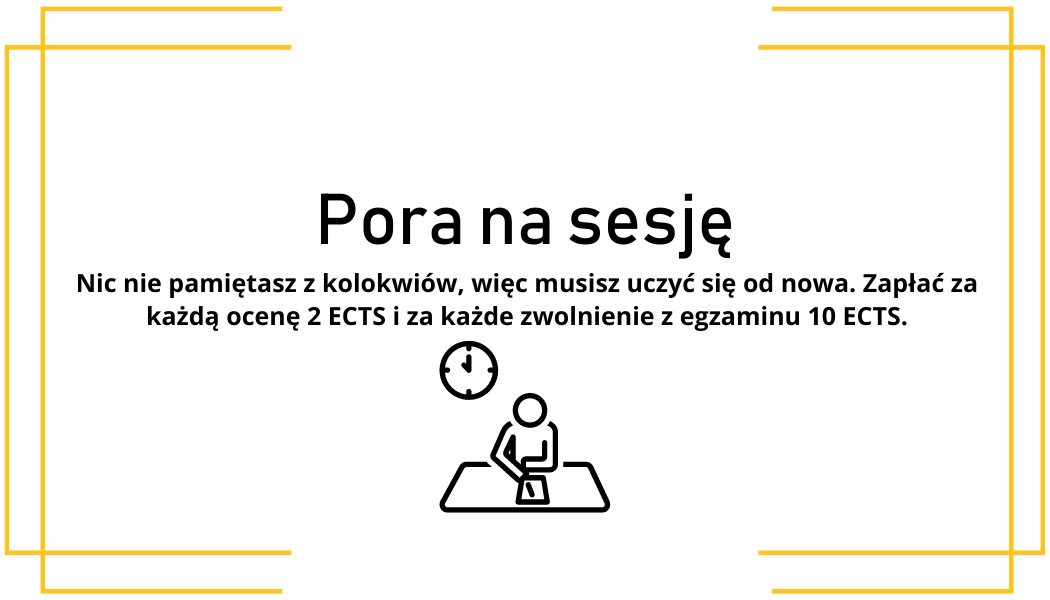 Pora na sesję
Nic nie pamiętasz z kolokwiów, więc musisz uczyć się od nowa. Zapłać za
każdą ocenę 2 ECTS i za każde zwolnienie z egzaminu 10 ECTS.